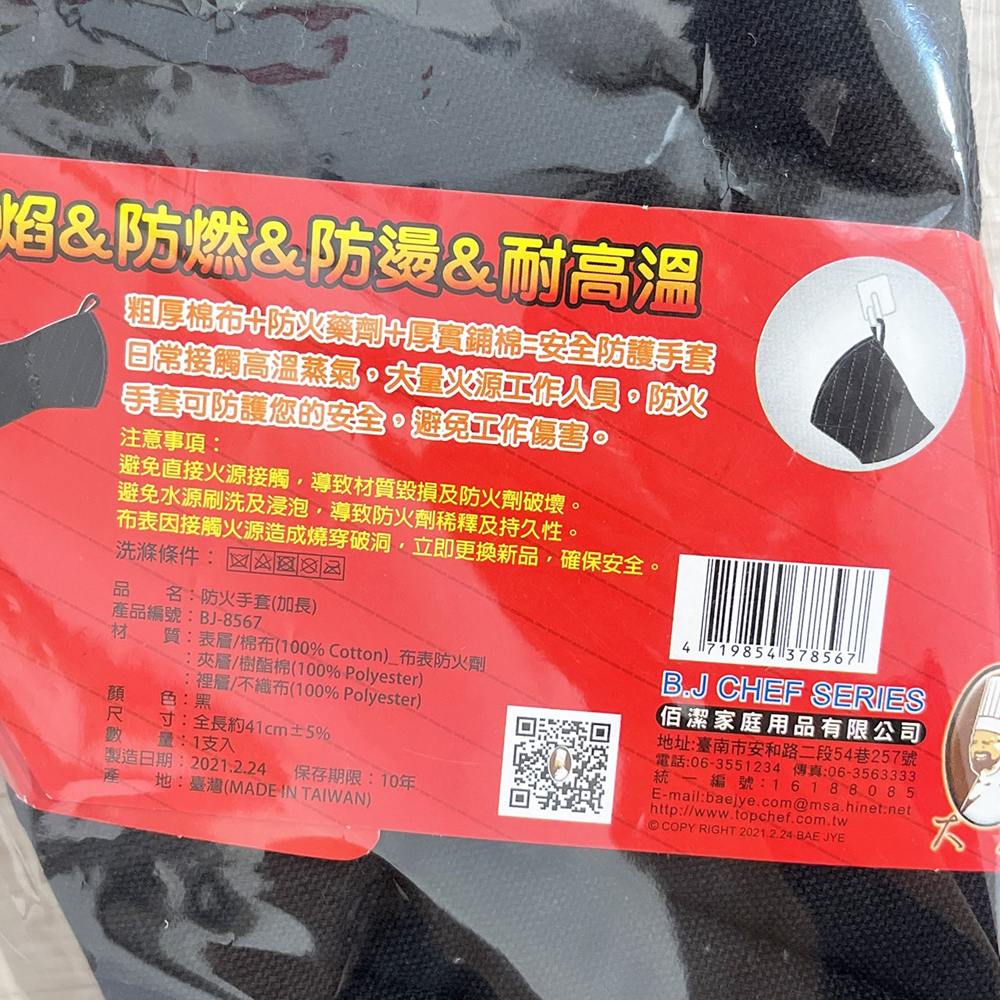 焰&防燃&防燙&耐高溫
粗厚棉布+防火藥劑+厚實鋪棉=安全防護手套
日常接觸高溫蒸氣，大量火源工作人員，防火
手套可防護您的安全，避免工作傷害。
注意事項：
避免直接火源接觸，導致材質毀損及防火劑破壞。
避免水源刷洗及浸泡，導致防火劑稀釋及持久性。
布表因接觸火源造成燒穿破洞，立即更換新品，確保安全。
洗滌條件：
品　　名：防火手套(加長)
產品編號：BJ-8567
材　　質：表層/棉布(100% Cotton)_布表防火劑
：夾層/樹酯棉(100% Polyester)
：裡層/不織布(100% Polyester)
顏　　色：黑
尺　　寸：全長約41cm±5%
數　　量：1支入
製造日期：2021.2.24　保存期限：10年
產　　地：臺灣(MADE IN TAIWAN)
4 719854 378567
B.J CHEF SERIES
佰潔家庭用品有限公司
地址:臺南市安和路二段54巷257號
電話:06-3551234 傳真:06-3563333
統一編號:16188085
E-mail:baejye.com@msa.hinet.net
http://www.topchef.com.tw
©COPY RIGHT 2021.2.24 BAE JYE
大